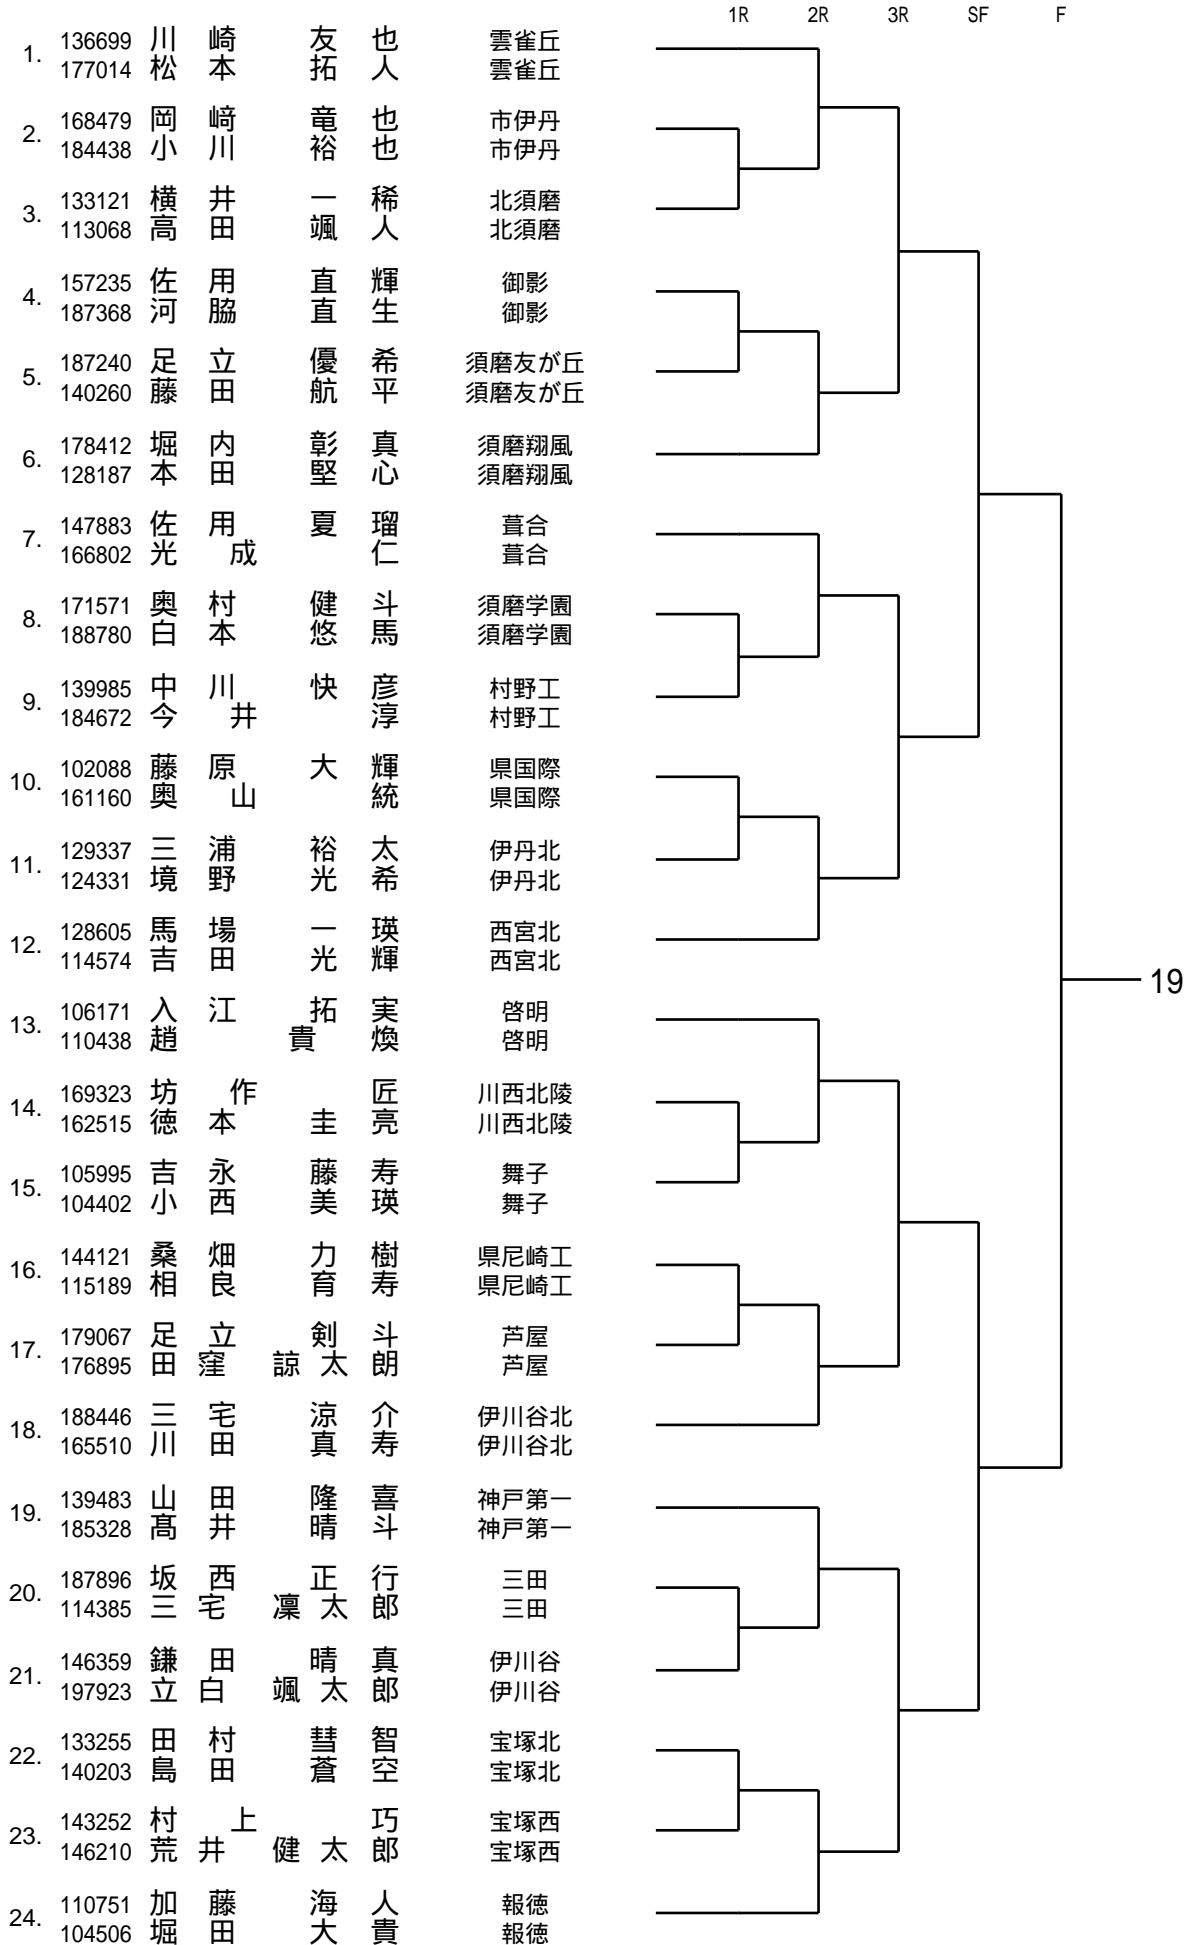 1R 2R 3R SF F
1. 136699 川崎 友也 雲雀丘
177014 松本 拓人 雲雀丘
2. 168479 岡﨑 竜也 市伊丹
184438 小川 裕也 市伊丹
3. 133121 横井 一稀 北須磨
113068 高田 颯人 北須磨
4. 157235 佐用 直輝 御影
187368 河脇 直生 御影
5. 187240 足立 優希 須磨友が丘
140260 藤田 航平 須磨友が丘
6. 178412 堀内 彰真 須磨翔風
128187 本田 堅心 須磨翔風
7. 147883 佐用 夏瑠 葺合
166802 光成 仁 葺合
8. 171571 奥村 健斗 須磨学園
188780 白本 悠馬 須磨学園
9. 139985 中川 快彦 村野工
184672 今井 淳 村野工
10. 102088 藤原 大輝 県国際
161160 奥山 統 県国際
11. 129337 三浦 裕太 伊丹北
124331 境野 光希 伊丹北
12. 128605 馬場 一瑛 西宮北
114574 吉田 光輝 西宮北
19
13. 106171 入江 拓実 啓明
110438 趙 貴煥 啓明
14. 169323 坊作 匠 川西北陵
162515 徳本 圭亮 川西北陵
15. 105995 吉永 藤寿 舞子
104402 小西 美瑛 舞子
16. 144121 桑畑 力樹 県尼崎工
115189 相良 育寿 県尼崎工
17. 179067 足立 剣斗 芦屋
176895 田窪 諒太朗 芦屋
18. 188446 三宅 涼介 伊川谷北
165510 川田 真寿 伊川谷北
19. 139483 山田 隆喜 神戸第一
185328 髙井 晴斗 神戸第一
20. 187896 坂西 正行 三田
114385 三宅 凜太郎 三田
21. 146359 鎌田 晴真 伊川谷
197923 立白 颯太郎 伊川谷
22. 133255 田村 彗智 宝塚北
140203 島田 蒼空 宝塚北
23. 143252 村上 巧 宝塚西
146210 荒井 健太郎 宝塚西
24. 110751 加藤 海人 報徳
104506 堀田 大貴 報徳